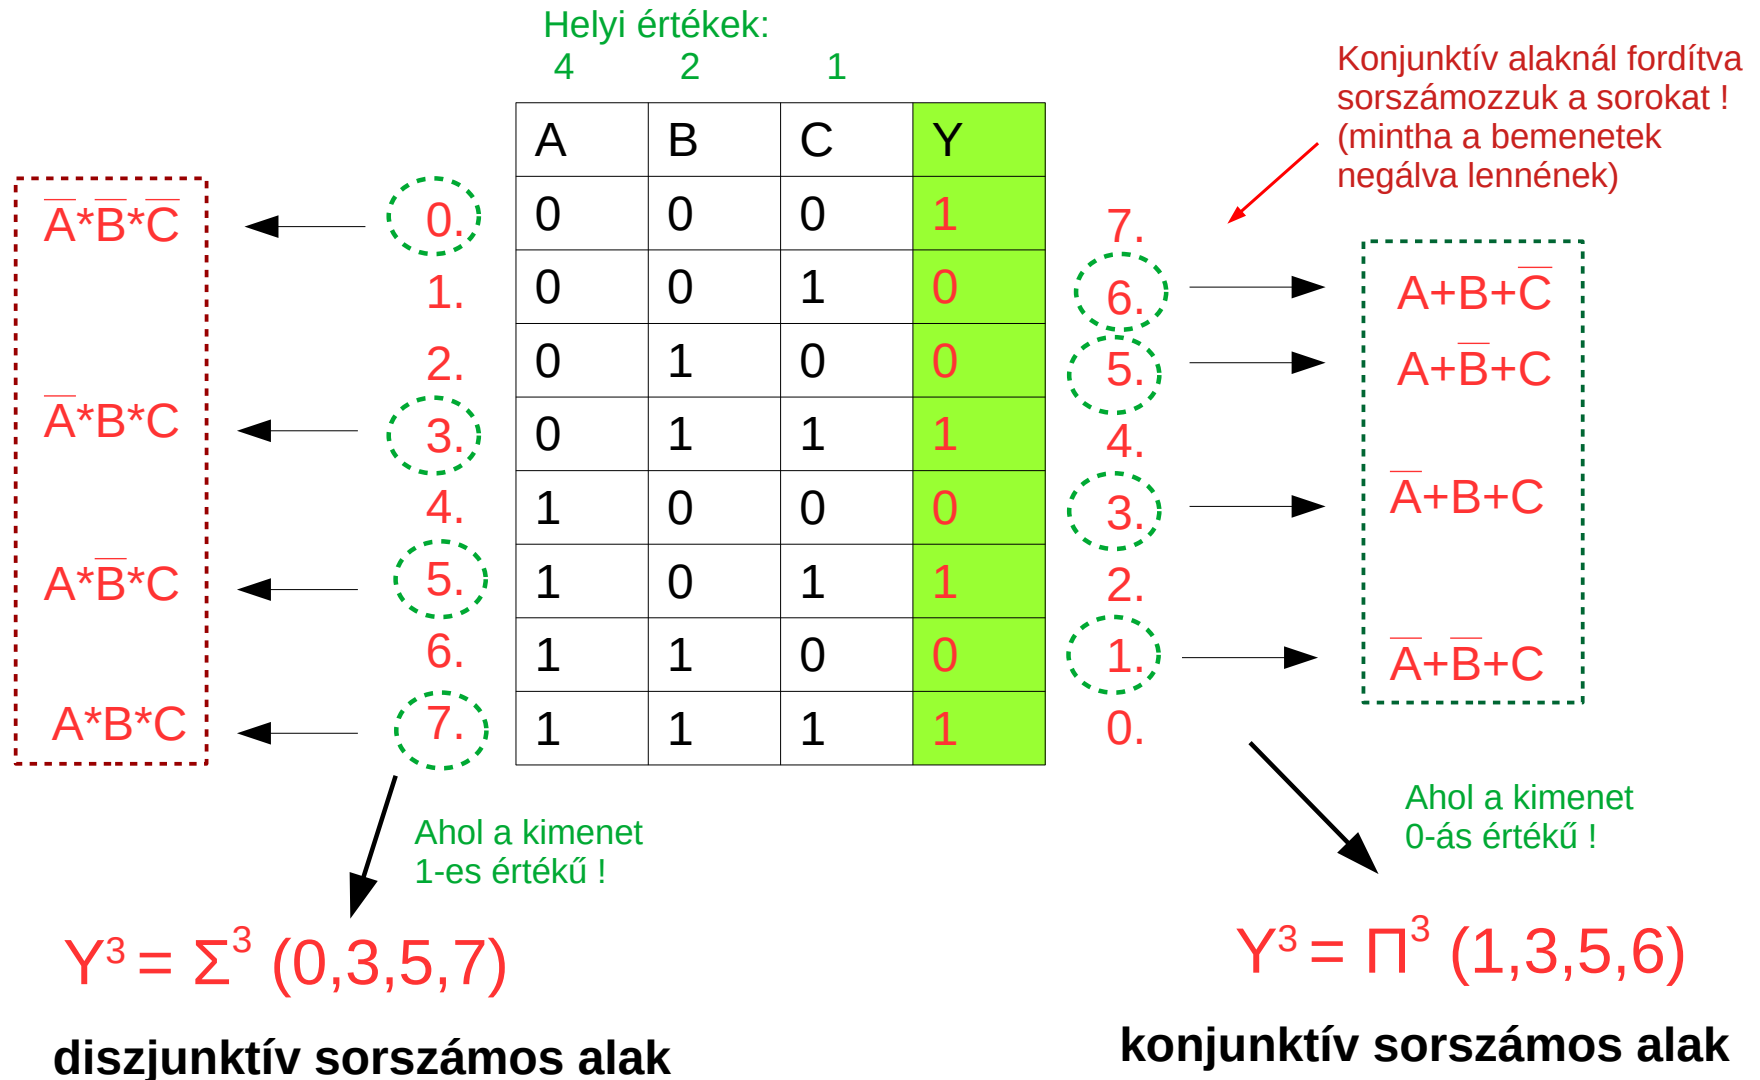 Helyi értékek:
4 2 1
Konjunktív alaknál fordítva
sorszámozzuk a sorokat !
(mintha a bemenetek
negálva lennének)
A B C Y
A̅*B̅*C̅ 0. 0 0 0 1 7.
1. 0 0 1 0 6. A+B+C̅
2. 0 1 0 0 5. A+B̅+C
A̅*B*C 3. 0 1 1 1 4.
4. 1 0 0 0 3. A̅+B+C
A*B̅*C 5. 1 0 1 1 2.
6. 1 1 0 0 1. A̅+B̅+C
A*B*C 7. 1 1 1 1 0.
Ahol a kimenet
1-es értékű !
Ahol a kimenet
0-ás értékű !
Y³ = Σ³ (0,3,5,7)
Y³ = Π³ (1,3,5,6)
diszjunktív sorszámos alak
konjunktív sorszámos alak